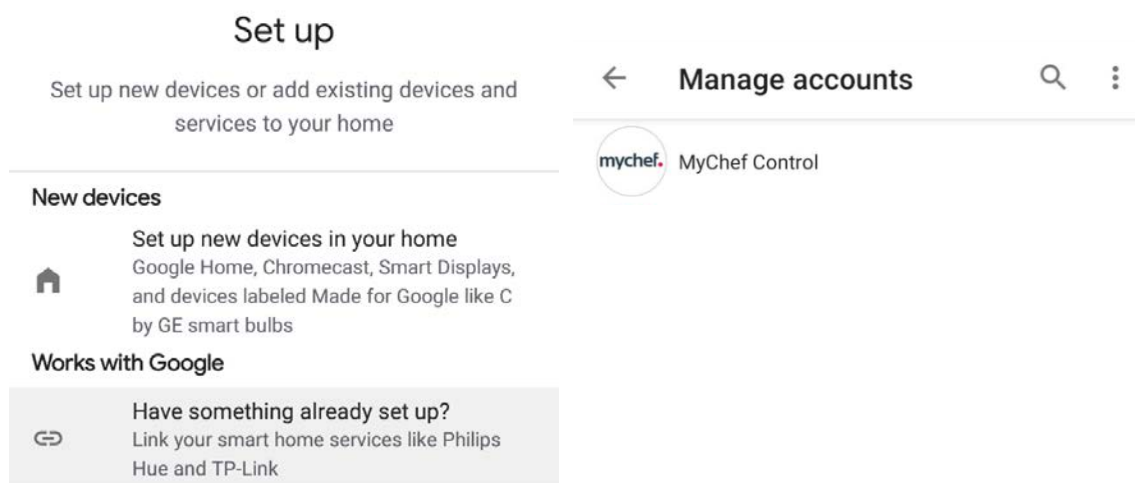 Set up
Set up new devices or add existing devices and
services to your home
New devices
Set up new devices in your home
Google Home, Chromecast, Smart Displays,
and devices labeled Made for Google like C
by GE smart bulbs
Works with Google
Have something already set up?
Link your smart home services like Philips
Hue and TP-Link
Manage accounts
mychef.
MyChef Control